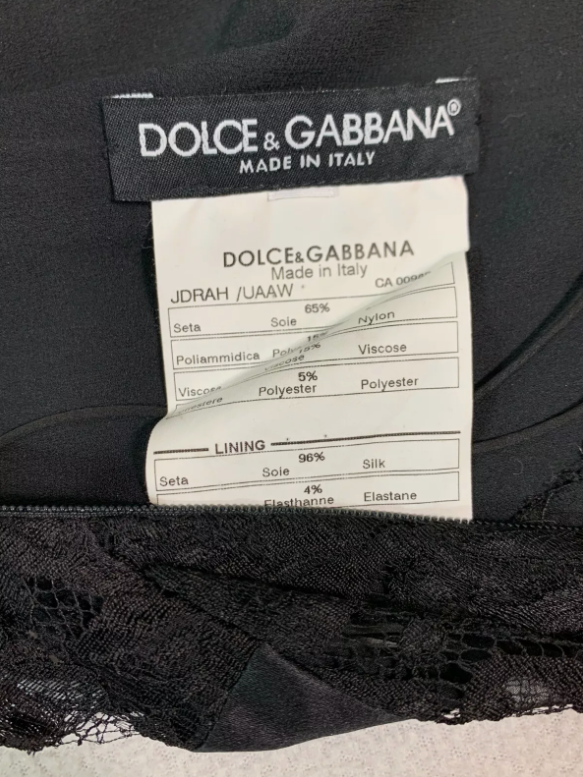 DOLCE & GABBANA®
MADE IN ITALY
DOLCE&GABBANA
Made in Italy
JDRAH /UAAW CA
65%
Seta Soie Nylon
Poliammidica Viscose
5%
Polyester Polyester
LINING
96%
Seta Soie Silk
4%
Elasthanne Elastane